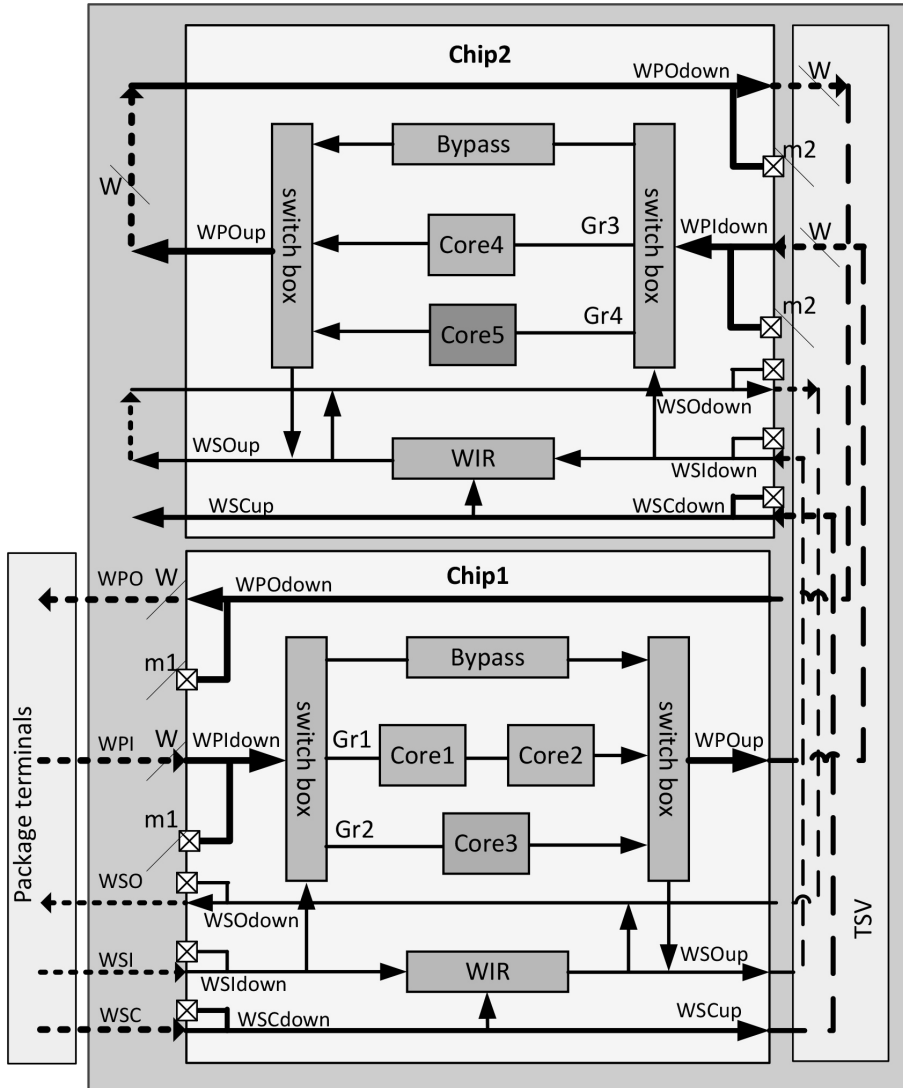 Chip2
WPOdown
W
m2
Bypass
W
switch box
switch box
WPOup
Core4
Gr3
WPIdown
W
m2
Core5
Gr4
WSOdown
WSOup
WIR
WSIdown
WSCup
WSCdown
Chip1
WPO
W
WPOdown
m1
Bypass
switch box
switch box
WPI
W
WPIdown
Gr1
Core1
Core2
WPOup
m1
Gr2
Core3
Package terminals
WSO
WSOdown
TSV
WSI
WSIdown
WIR
WSOup
WSC
WSCdown
WSCup